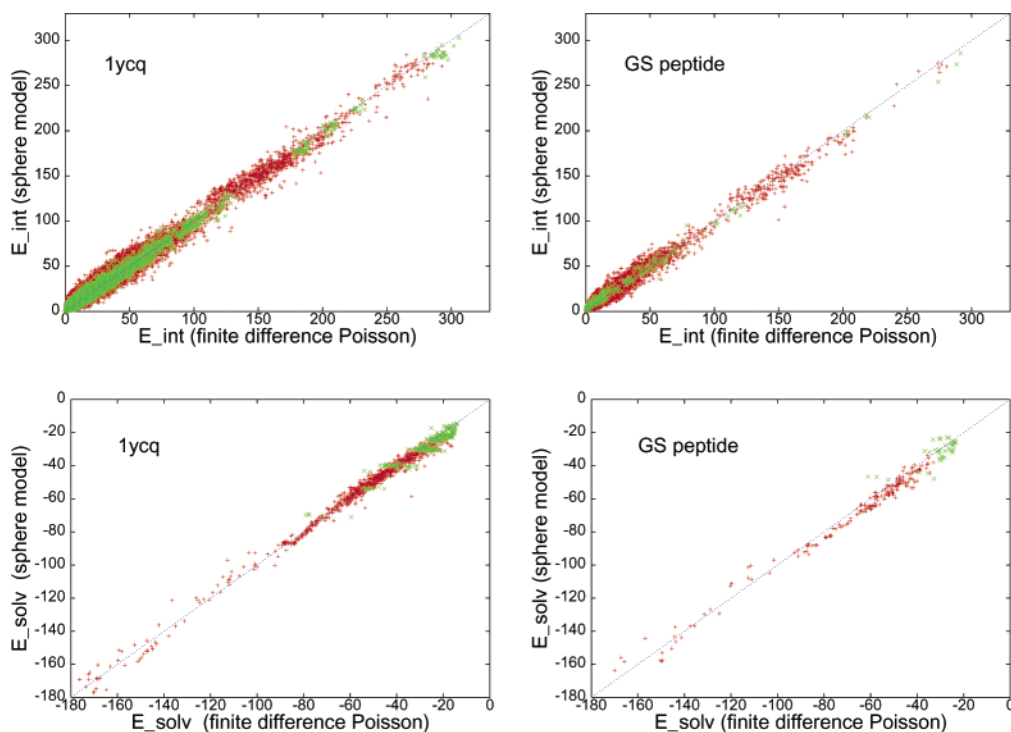 300
250
200
150
100
50
0
E_int (sphere model)
1ycq
0 50 100 150 200 250 300
E_int (finite difference Poisson)
300
250
200
150
100
50
0
E_int (sphere model)
GS peptide
0 50 100 150 200 250 300
E_int (finite difference Poisson)
0
-20
-40
-60
-80
-100
-120
-140
-160
-180
E_solv (sphere model)
1ycq
-180 -160 -140 -120 -100 -80 -60 -40 -20 0
E_solv (finite difference Poisson)
0
-20
-40
-60
-80
-100
-120
-140
-160
-180
E_solv (sphere model)
GS peptide
-180 -160 -140 -120 -100 -80 -60 -40 -20 0
E_solv (finite difference Poisson)